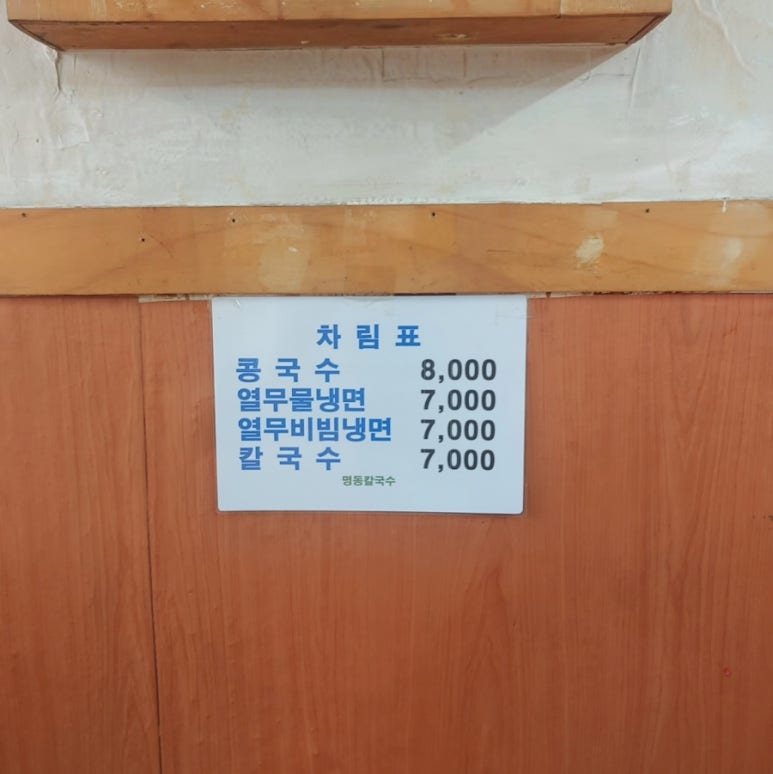 차림표
콩국수 8,000
열무물냉면 7,000
열무비빔냉면 7,000
칼국수 7,000
명동칼국수